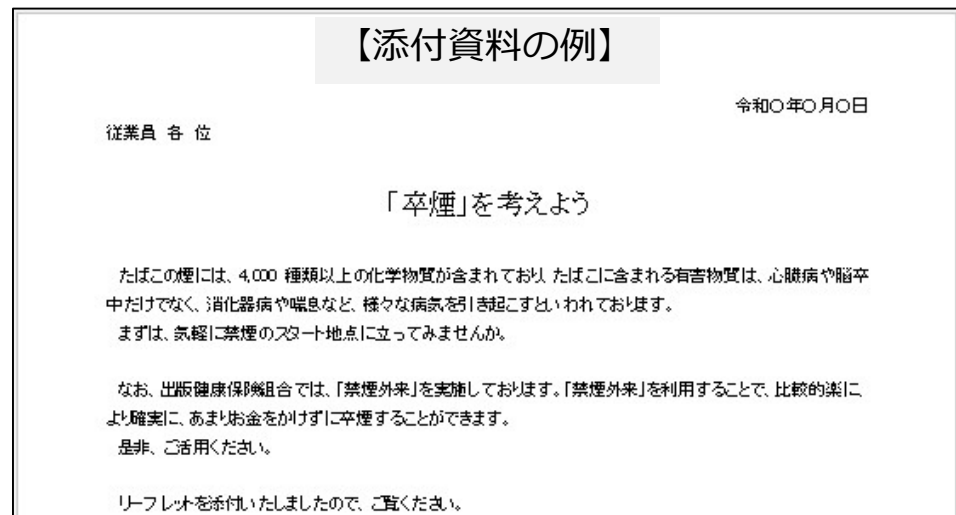 【添付資料の例】
令和〇年〇月〇日
従業員 各 位
「卒煙」を考えよう
たばこの煙には、4,000 種類以上の化学物質が含まれており、たばこに含まれる有害物質は、心臓病や脳卒
中だけでなく、消化器病や喘息など、様々な病気を引き起こすといわれております。
まずは、気軽に禁煙のスタート地点に立ってみませんか。
なお、出版健康保険組合では、「禁煙外来」を実施しております。「禁煙外来」を利用することで、比較的楽に、
より確実に、あまりお金をかけずに卒煙することができます。
是非、ご活用ください。
リーフレットを添付いたしましたので、ご覧ください。